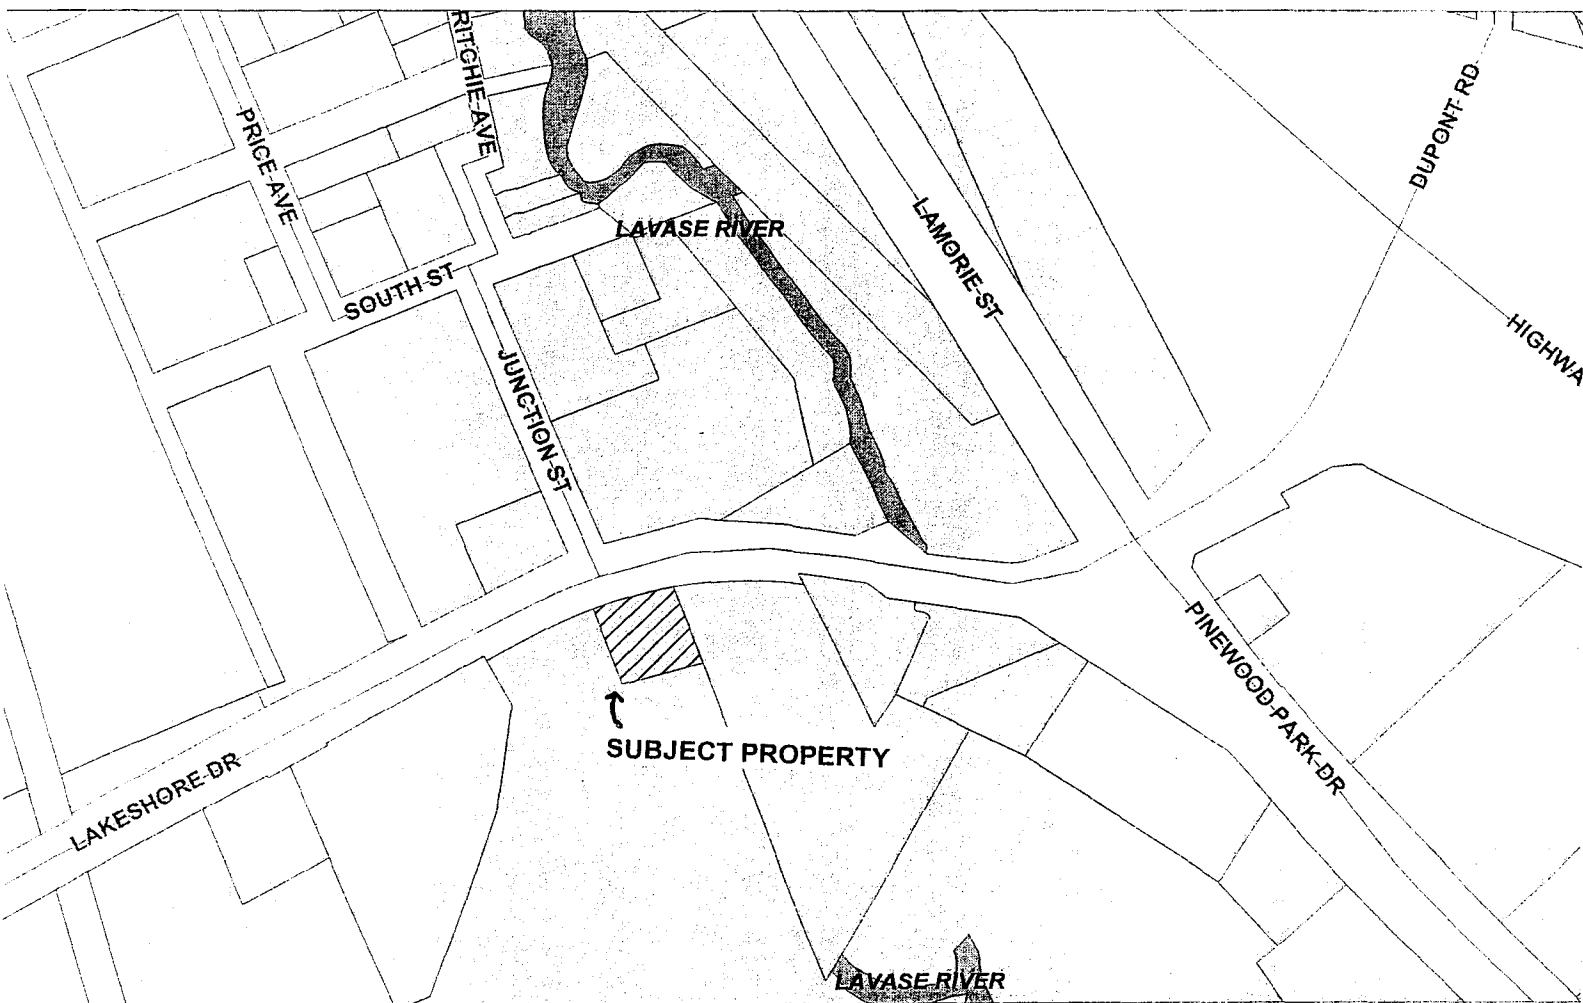 RITCHIE AVE
PRICE AVE
DUPONT RD
LAVASE RIVER
LAMORIE ST
SOUTH ST
HIGHWA
JUNCTION ST
PINEWOOD PARK DR
SUBJECT PROPERTY
LAKESHORE DR
LAVASE RIVER